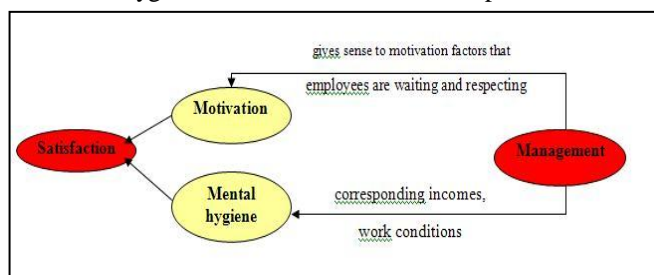 gives sense to motivation factors that
employees are waiting and respecting
Motivation
Satisfaction
Management
Mental
hygiene
corresponding incomes,
work conditions